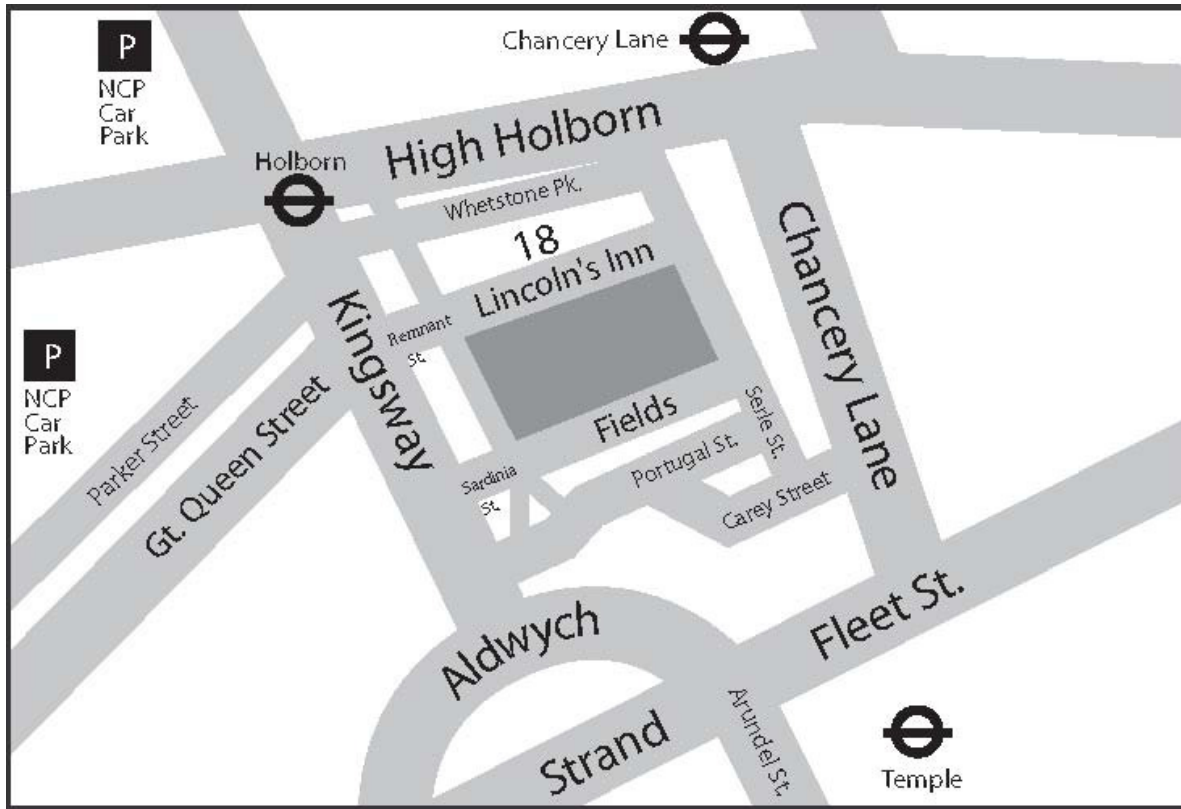 P
NCP
Car
Park
Chancery Lane
Holborn
High Holborn
Whetstone Pk.
18
Lincoln's Inn
Remnant
St.
Kingsway
Chancery Lane
P
NCP
Car
Park
Parker Street
Gt. Queen Street
Fields
Serle St.
Portugal St.
Sardinia
St.
Carey Street
Aldwych
Fleet St.
Strand
Arundel St.
Temple